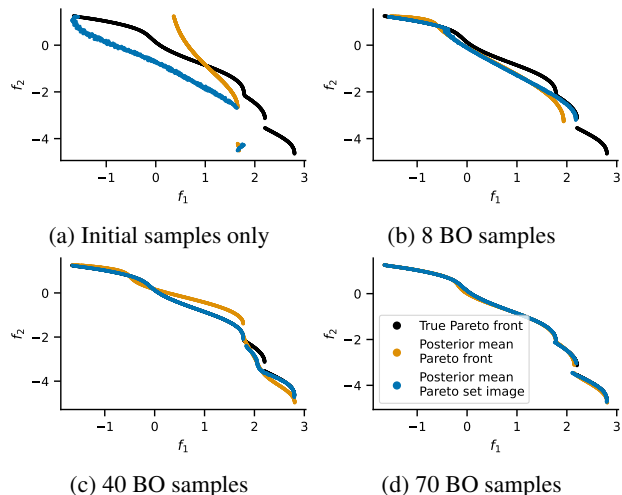 0
−2
−4
f2
−1 0 1 2 3
f1
(a) Initial samples only
0
−2
−4
f2
−1 0 1 2 3
f1
(b) 8 BO samples
0
−2
−4
f2
−1 0 1 2 3
f1
(c) 40 BO samples
0
−2
−4
f2
True Pareto front
Posterior mean
Pareto front
Posterior mean
Pareto set image
−1 0 1 2 3
f1
(d) 70 BO samples